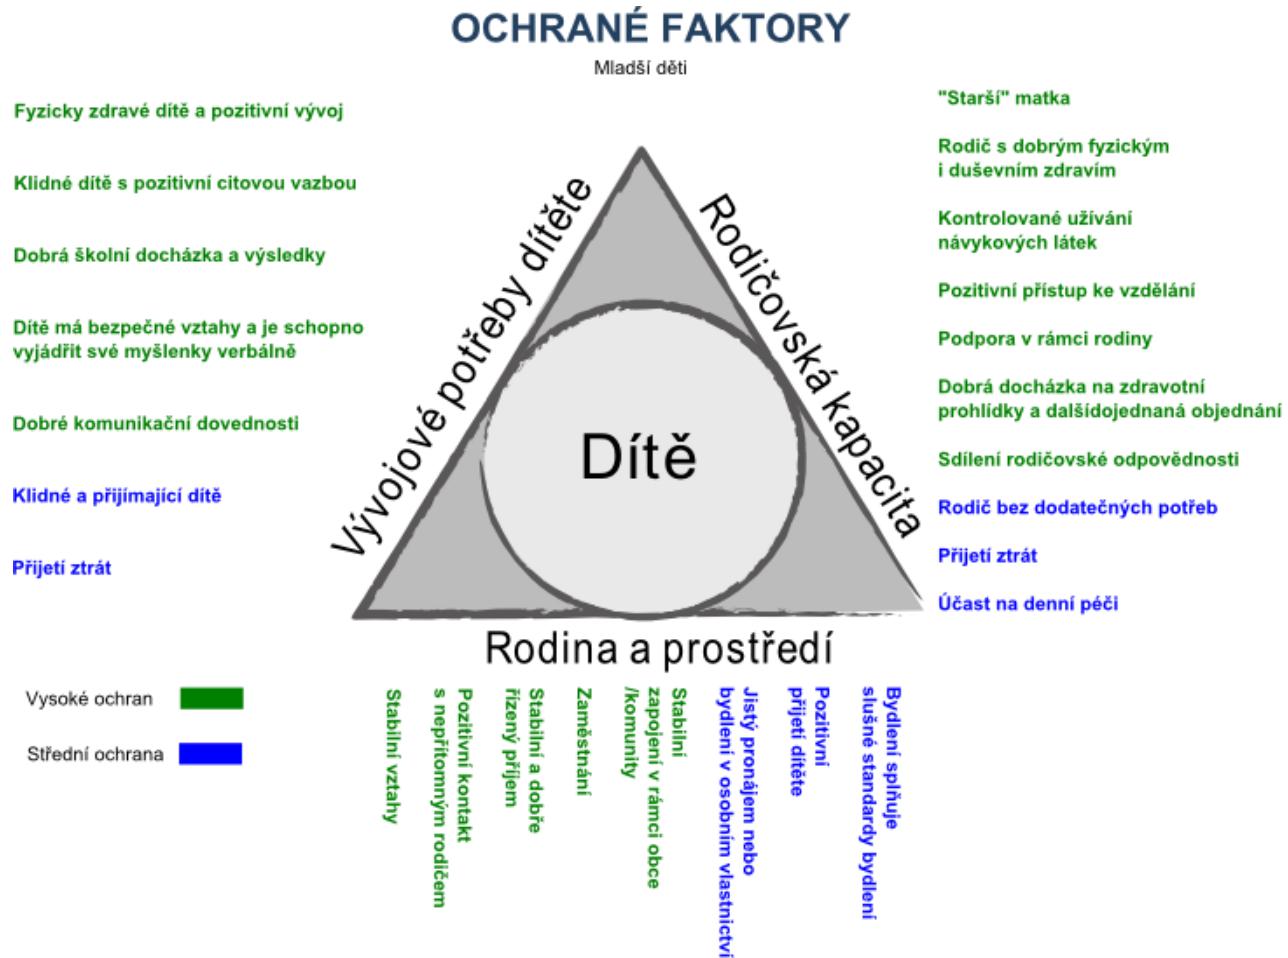 OCHRANÉ FAKTORY
Mladší děti
Fyzicky zdravé dítě a pozitivní vývoj
Klidné dítě s pozitivní citovou vazbou
Dobrá školní docházka a výsledky
Dítě má bezpečné vztahy a je schopno
vyjádřit své myšlenky verbálně
Dobré komunikační dovednosti
Klidné a přijímající dítě
Přijetí ztrát
Vývojové potřeby dítěte
Dítě
Rodičovská kapacita
"Starší" matka
Rodič s dobrým fyzickým
i duševním zdravím
Kontrolované užívání
návykových látek
Pozitivní přístup ke vzdělání
Podpora v rámci rodiny
Dobrá docházka na zdravotní
prohlídky a dalšídojednaná objednání
Sdílení rodičovské odpovědnosti
Rodič bez dodatečných potřeb
Přijetí ztrát
Účast na denní péči
Rodina a prostředí
Stabilní vztahy
Pozitivní kontakt
s nepřítomným rodičem
Stabilní a dobře
řízený příjem
Zaměstnání
Stabilní
zapojení v rámci obce
/komunity
Jistý pronájem nebo
bydlení v osobním vlastnictví
Pozitivní
přijetí dítěte
Bydlení splňuje
slušné standardy bydlení
Vysoké ochran
Střední ochrana